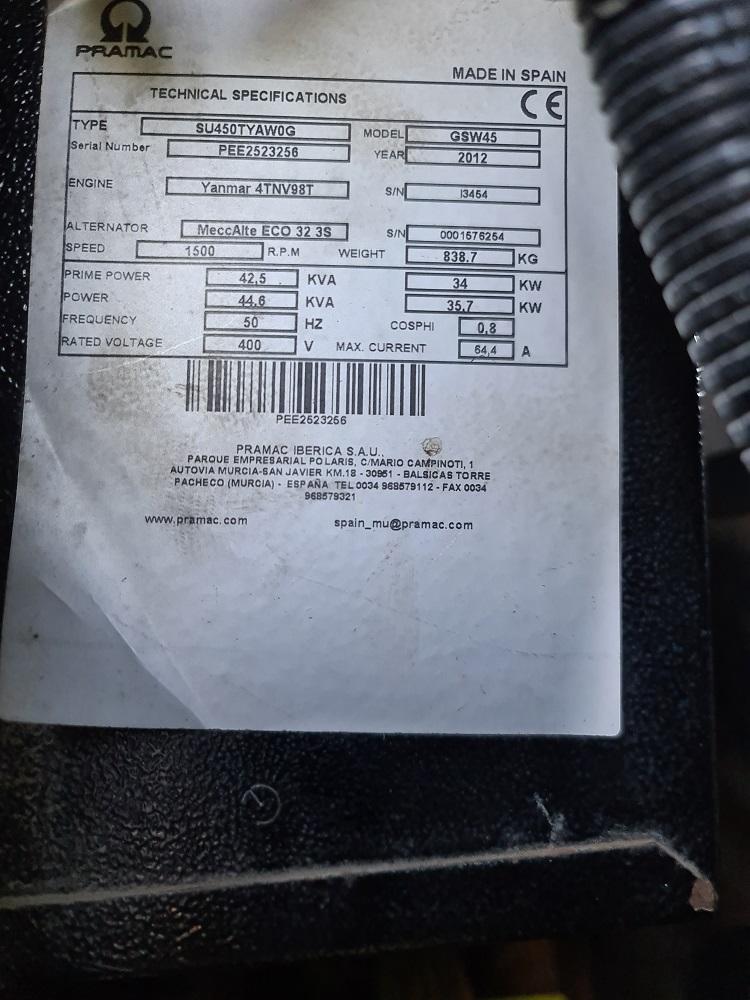 PRAMAC
MADE IN SPAIN
TECHNICAL SPECIFICATIONS CE
TYPE SU450TYAW0G MODEL GSW45
Serial Number PEE2523256 YEAR 2012
ENGINE Yanmar 4TNV98T S/N I3454
ALTERNATOR MeccAlte ECO 32 3S S/N 0001576254
SPEED 1500 R.P.M WEIGHT 838.7 KG
PRIME POWER 42,5 KVA 34 KW
POWER 44.6 KVA 35,7 KW
FREQUENCY 50 HZ COSPHI 0,8
RATED VOLTAGE 400 V MAX. CURRENT 64,4 A
PEE2523256
PRAMAC IBERICA S.A.U..
PARQUE EMPRESARIAL POLARIS, C/MARIO CAMPINOTI, 1
AUTOVIA MURCIA-SAN JAVIER KM.18 - 30591 - BALSICAS TORRE
PACHECO (MURCIA) - ESPAÑA TEL 0034 968579112 - FAX 0034
968579321
www.pramac.com spain_mu@pramac.com